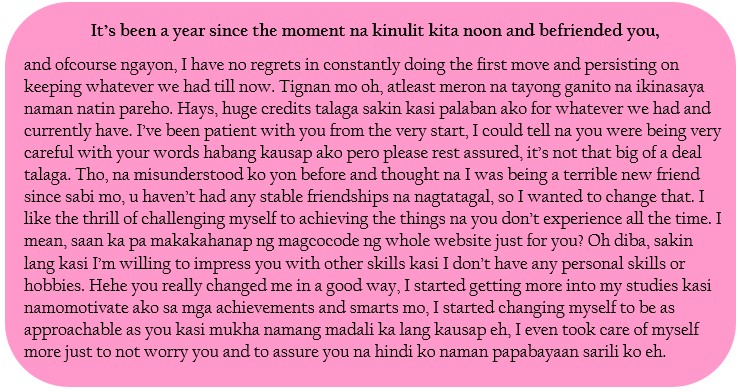 It's been a year since the moment na kinulit kita noon and befriended you,
and ofcourse ngayon, I have no regrets in constantly doing the first move and persisting on
keeping whatever we had till now. Tignan mo oh, atleast meron na tayong ganito na ikinasaya
naman natin pareho. Hays, huge credits talaga sakin kasi palaban ako for whatever we had and
currently have. I've been patient with you from the very start, I could tell na you were being very
careful with your words habang kausap ako pero please rest assured, it's not that big of a deal
talaga. Tho, na misunderstood ko yon before and thought na I was being a terrible new friend
since sabi mo, u haven't had any stable friendships na nagtatagal, so I wanted to change that. I
like the thrill of challenging myself to achieving the things na you don't experience all the time. I
mean, saan ka pa makakahanap ng magcocode ng whole website just for you? Oh diba, sakin
lang kasi I'm willing to impress you with other skills kasi I don't have any personal skills or
hobbies. Hehe you really changed me in a good way, I started getting more into my studies kasi
namomotivate ako sa mga achievements and smarts mo, I started changing myself to be as
approachable as you kasi mukha namang madali ka lang kausap eh, I even took care of myself
more just to not worry you and to assure you na hindi ko naman papabayaan sarili ko eh.